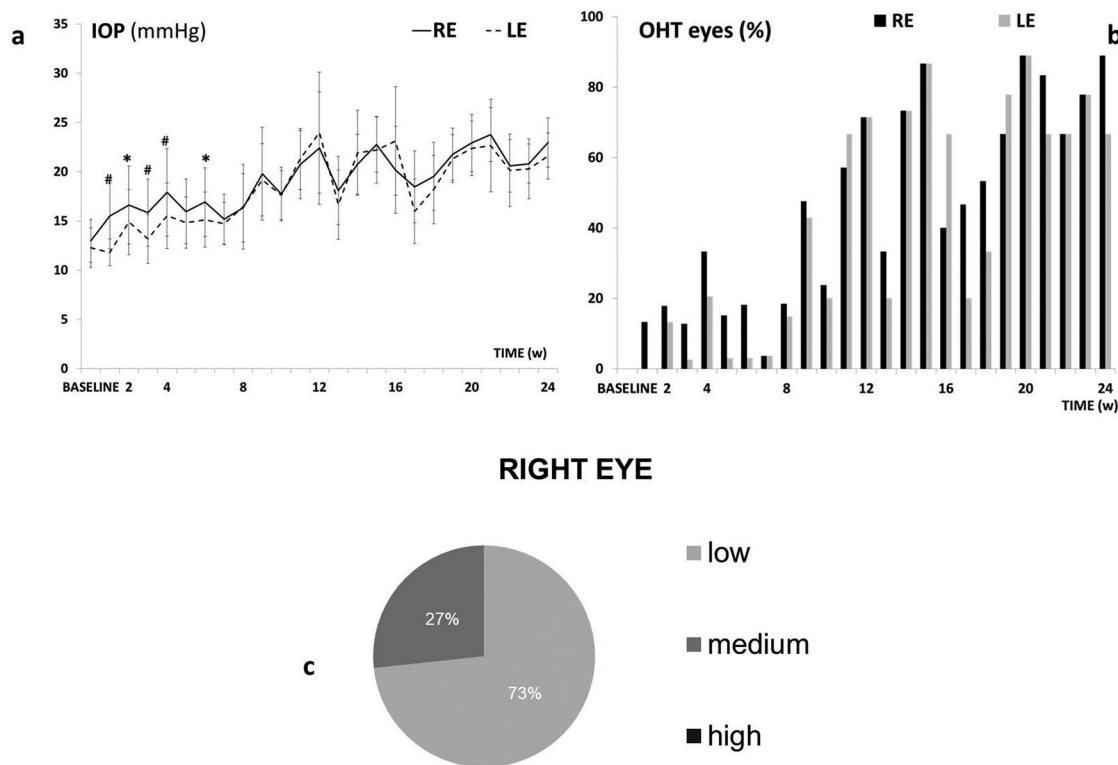 a
IOP (mmHg)
RE
LE
35
30
25
20
15
10
5
0
#
*
#
#
*
TIME (w)
BASELINE 2 4 8 12 16 20 24
b
OHT eyes (%)
RE
LE
100
80
60
40
20
0
BASELINE 2 4 8 12 16 20 24
TIME (w)
RIGHT EYE
c
27%
73%
low
medium
high